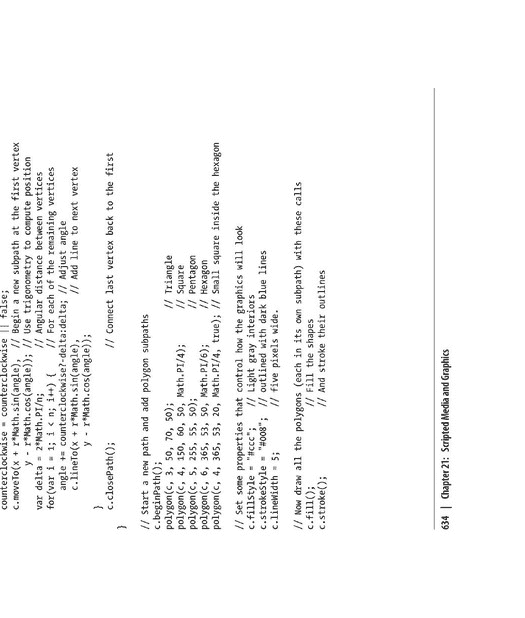 counterclockwise = counterclockwise || false;
c.moveTo(x + r*Math.sin(angle), // Begin a new subpath at the first vertex
y - r*Math.cos(angle)); // Use trigonometry to compute position
var delta = 2*Math.PI/n; // Angular distance between vertices
for(var i = 1; i < n; i++) { // For each of the remaining vertices
angle += counterclockwise?-delta:delta; // Adjust angle
c.lineTo(x + r*Math.sin(angle), // Add line to next vertex
y - r*Math.cos(angle));
}
c.closePath(); // Connect last vertex back to the first
}
// Start a new path and add polygon subpaths
c.beginPath();
polygon(c, 3, 50, 70, 50); // Triangle
polygon(c, 4, 150, 60, 50, Math.PI/4); // Square
polygon(c, 5, 255, 55, 50); // Pentagon
polygon(c, 6, 365, 53, 50, Math.PI/6); // Hexagon
polygon(c, 4, 365, 53, 20, Math.PI/4, true); // Small square inside the hexagon
// Set some properties that control how the graphics will look
c.fillStyle = "#ccc"; // Light gray interiors
c.strokeStyle = "#008"; // outlined with dark blue lines
c.lineWidth = 5; // five pixels wide.
// Now draw all the polygons (each in its own subpath) with these calls
c.fill(); // Fill the shapes
c.stroke(); // And stroke their outlines
634 | Chapter 21: Scripted Media and Graphics